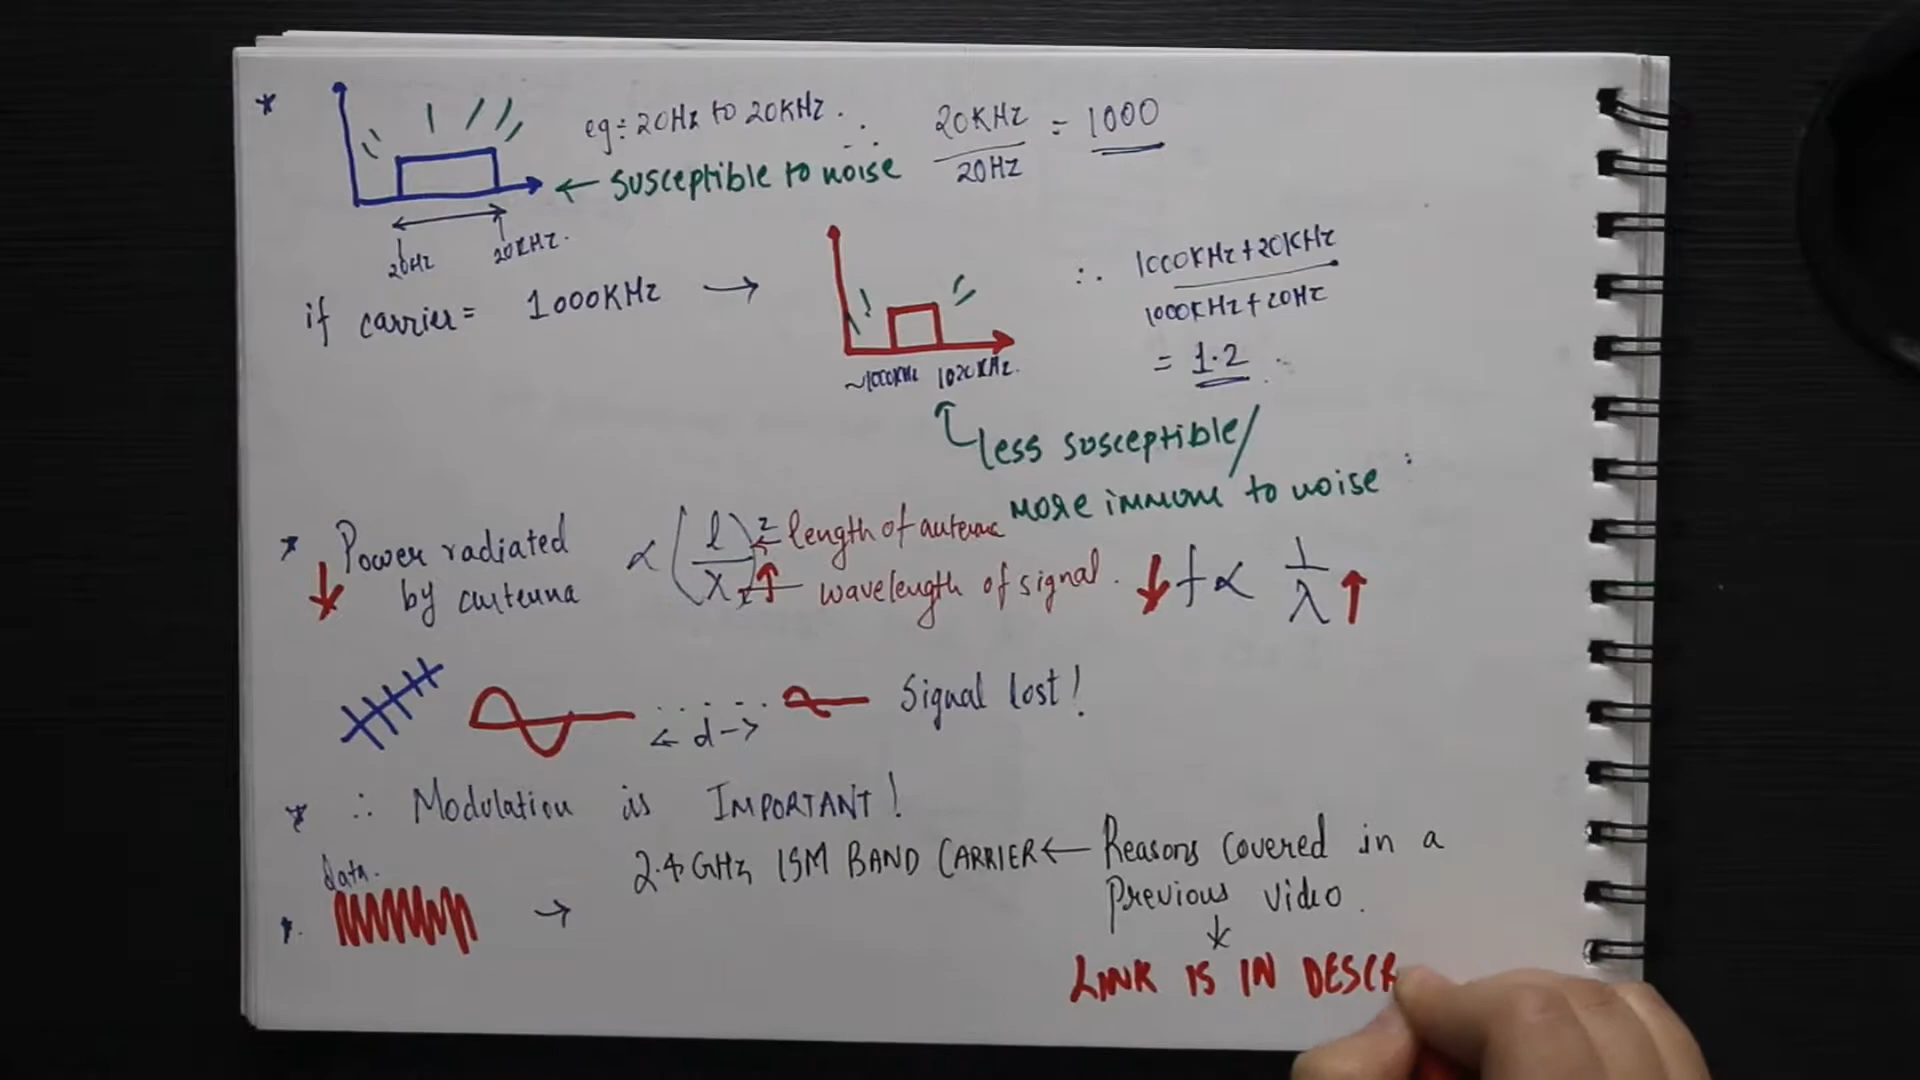 * eg÷ 20Hz to 20KHz. ∴ 20KHz / 20Hz = 1000
← susceptible to noise
20Hz 20KHz.
if carrier = 1000KHz → ∴ 1000KHz + 20KHz / 1000KHz + 20Hz
= 1.2
~1000KHz 1020KHz.
less susceptible/
more immune to noise
* ↓ Power radiated by antenna ∝ (l/λ)² ← length of antenna
↑ wavelength of signal. ↓ f ∝ 1/λ ↑
← d → Signal lost!
* ∴ Modulation is IMPORTANT!
data. → 2.4 GHz ISM BAND CARRIER ← Reasons covered in a
Previous video.
↓
LINK IS IN DESCR